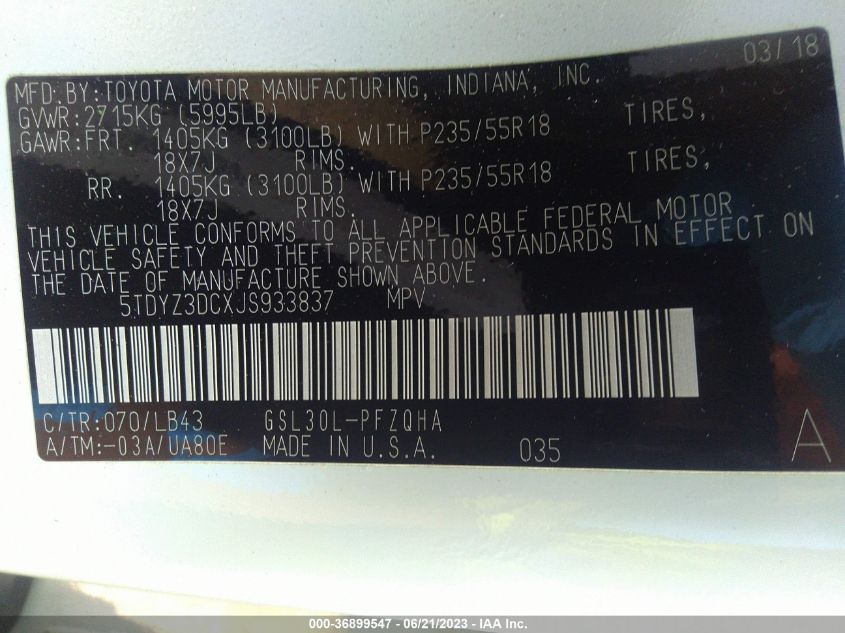 03/18
MFD.BY:TOYOTA MOTOR MANUFACTURING, INDIANA, INC.
GVWR:2715KG (5995LB)
GAWR:FRT. 1405KG (3100LB) WITH P235/55R18 TIRES,
18X7J RIMS.
RR. 1405KG (3100LB) WITH P235/55R18 TIRES,
18X7J RIMS.
THIS VEHICLE CONFORMS TO ALL APPLICABLE FEDERAL MOTOR
VEHICLE SAFETY AND THEFT PREVENTION STANDARDS IN EFFECT ON
THE DATE OF MANUFACTURE SHOWN ABOVE.
5TDYZ3DCXJS933837 MPV
C/TR:070/LB43 GSL30L-PFZQHA
A/TM:-03A/UA80E MADE IN U.S.A. 035 A
000-36899547 - 06/21/2023 - IAA Inc.